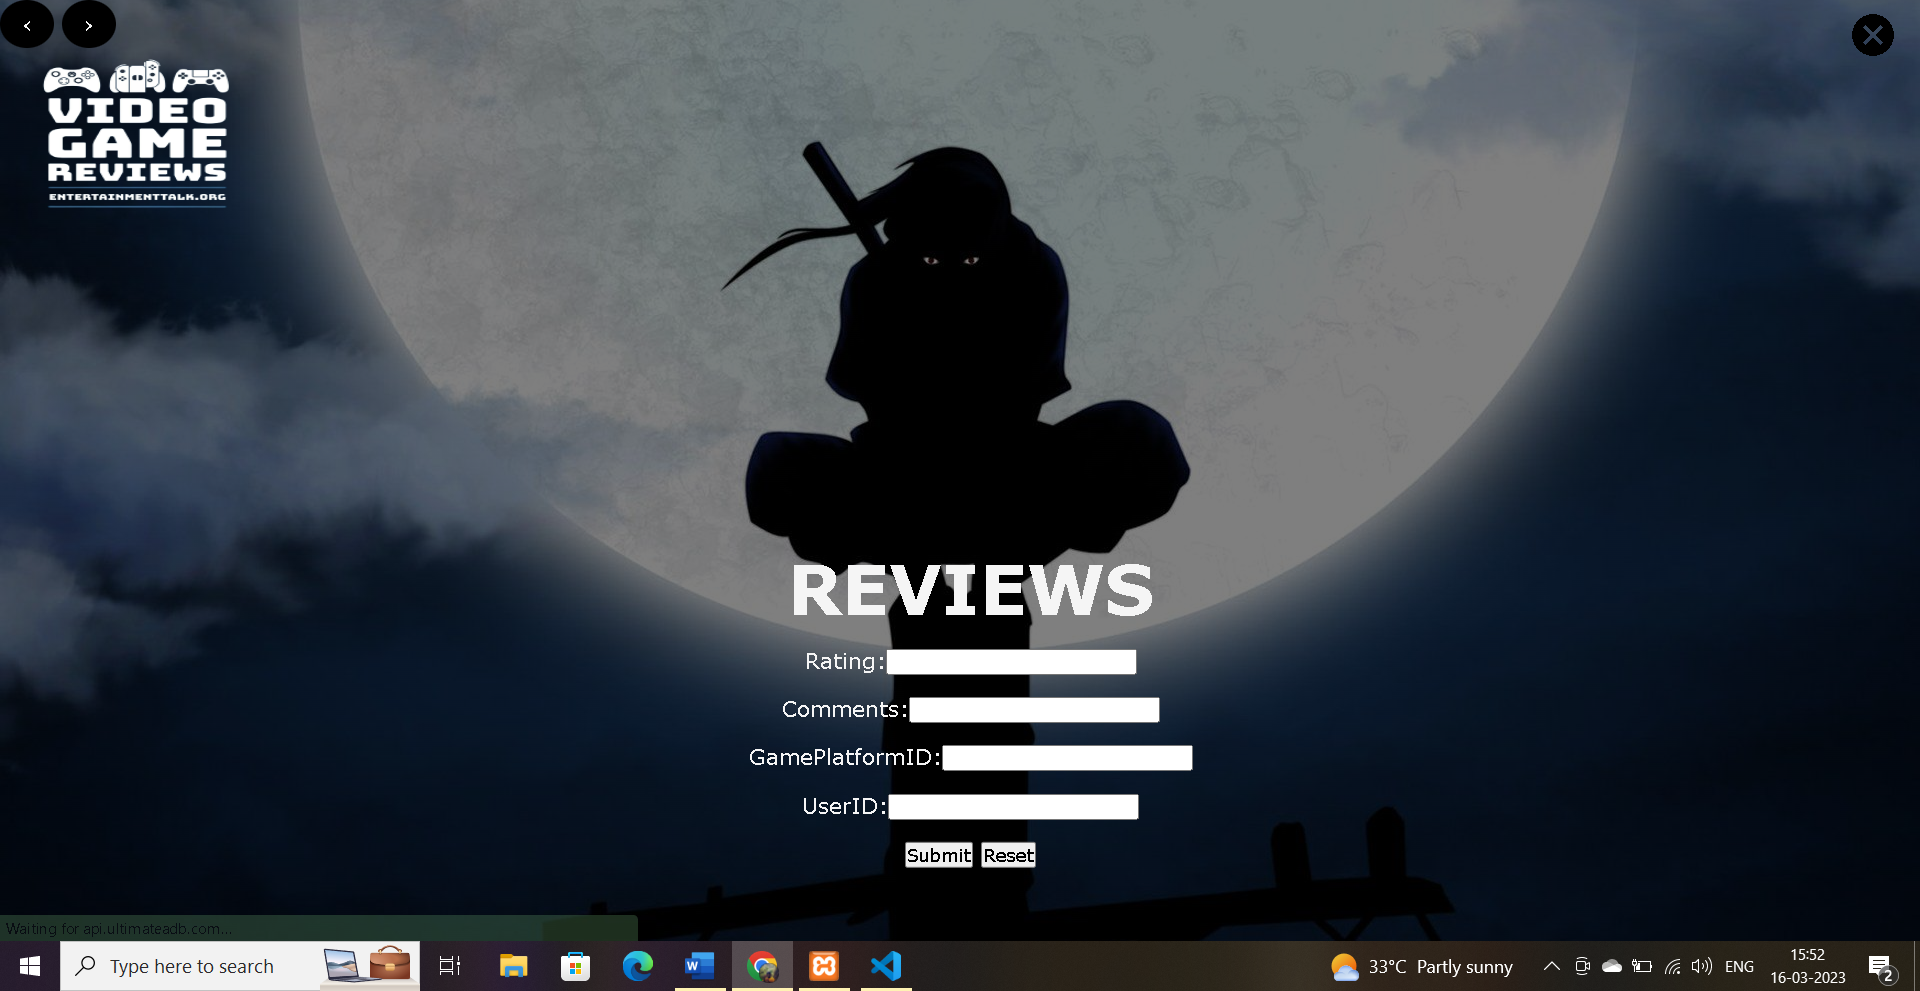 ‹ ›
VIDEO
GAME
REVIEWS
ENTERTAINMENTTALK.ORG
REVIEWS
Rating:
Comments:
GamePlatformID:
UserID:
Submit Reset
Waiting for api.ultimateadb.com...
Type here to search
33°C Partly sunny
ENG
15:52
16-03-2023
2